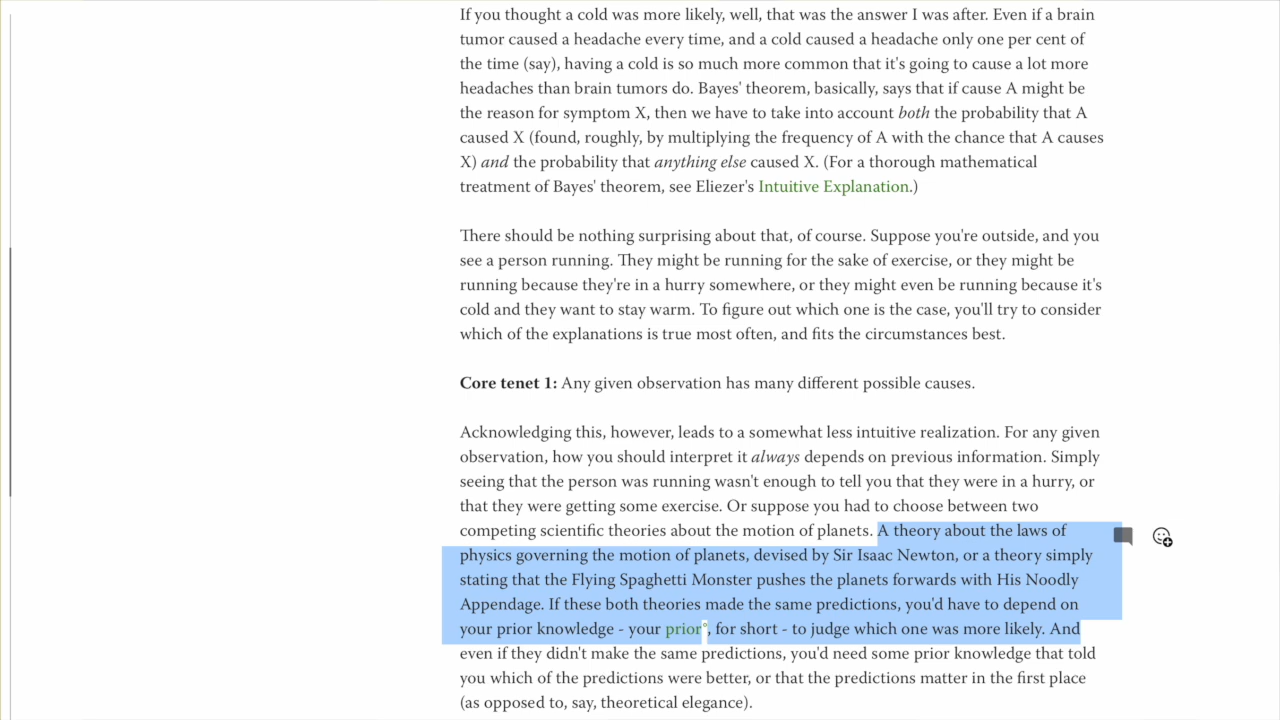 If you thought a cold was more likely, well, that was the answer I was after. Even if a brain
tumor caused a headache every time, and a cold caused a headache only one per cent of
the time (say), having a cold is so much more common that it's going to cause a lot more
headaches than brain tumors do. Bayes' theorem, basically, says that if cause A might be
the reason for symptom X, then we have to take into account both the probability that A
caused X (found, roughly, by multiplying the frequency of A with the chance that A causes
X) and the probability that anything else caused X. (For a thorough mathematical
treatment of Bayes' theorem, see Eliezer's Intuitive Explanation.)
There should be nothing surprising about that, of course. Suppose you're outside, and you
see a person running. They might be running for the sake of exercise, or they might be
running because they're in a hurry somewhere, or they might even be running because it's
cold and they want to stay warm. To figure out which one is the case, you'll try to consider
which of the explanations is true most often, and fits the circumstances best.
Core tenet 1: Any given observation has many different possible causes.
Acknowledging this, however, leads to a somewhat less intuitive realization. For any given
observation, how you should interpret it always depends on previous information. Simply
seeing that the person was running wasn't enough to tell you that they were in a hurry, or
that they were getting some exercise. Or suppose you had to choose between two
competing scientific theories about the motion of planets. A theory about the laws of
physics governing the motion of planets, devised by Sir Isaac Newton, or a theory simply
stating that the Flying Spaghetti Monster pushes the planets forwards with His Noodly
Appendage. If these both theories made the same predictions, you'd have to depend on
your prior knowledge - your prior°, for short - to judge which one was more likely. And
even if they didn't make the same predictions, you'd need some prior knowledge that told
you which of the predictions were better, or that the predictions matter in the first place
(as opposed to, say, theoretical elegance).